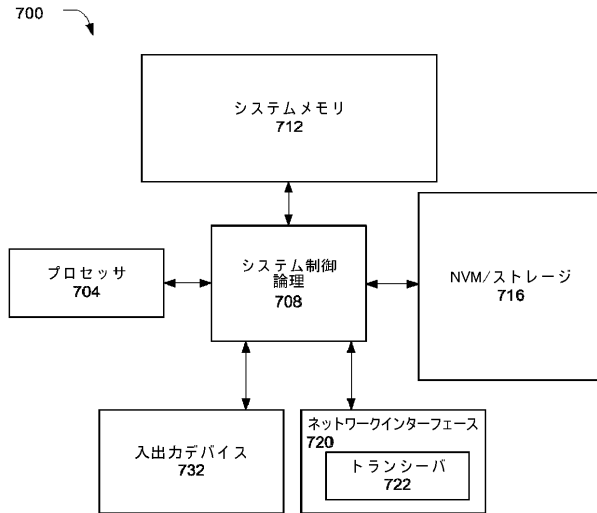 700
システムメモリ
712
プロセッサ
704
システム制御
論理
708
NVM/ストレージ
716
入出力デバイス
732
ネットワークインターフェース
720
トランシーバ
722